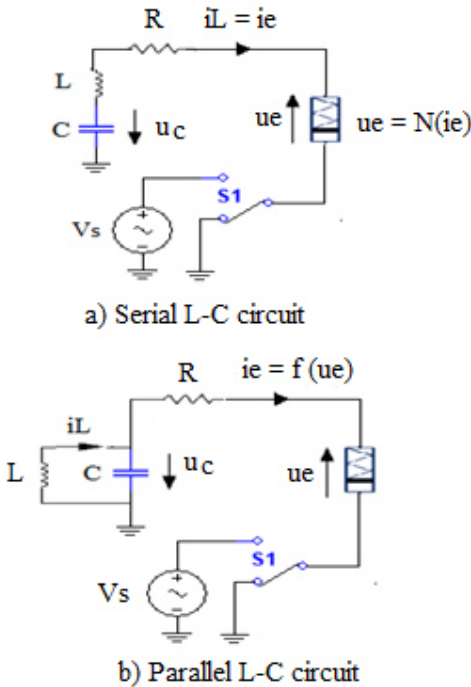 R iL = ie
L
C uc ue ue = N(ie)
S1
Vs
a) Serial L-C circuit
R ie = f (ue)
iL
L C uc ue
S1
Vs
b) Parallel L-C circuit